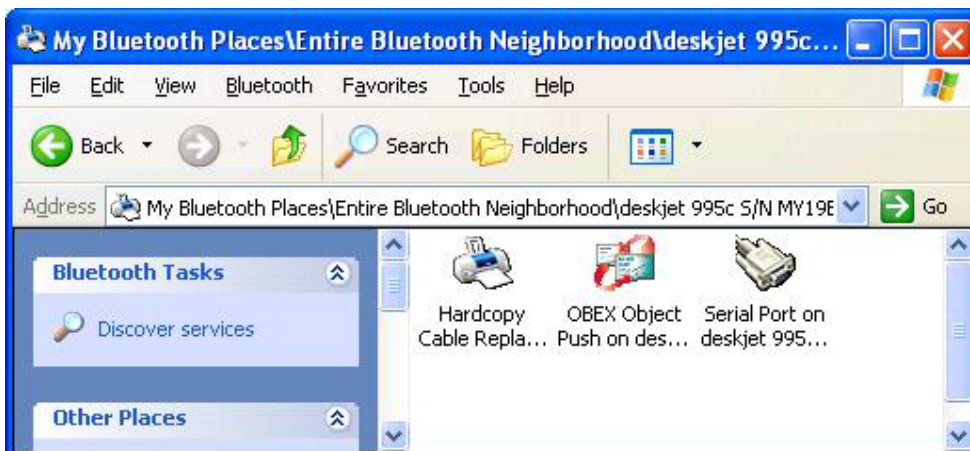 My Bluetooth Places\Entire Bluetooth Neighborhood\deskjet 995c...
File Edit View Bluetooth Favorites Tools Help
Back Search Folders
Address My Bluetooth Places\Entire Bluetooth Neighborhood\deskjet 995c S/N MY19E Go
Bluetooth Tasks
Discover services
Other Places
Hardcopy
Cable Repla...
OBEX Object
Push on des...
Serial Port on
deskjet 995...